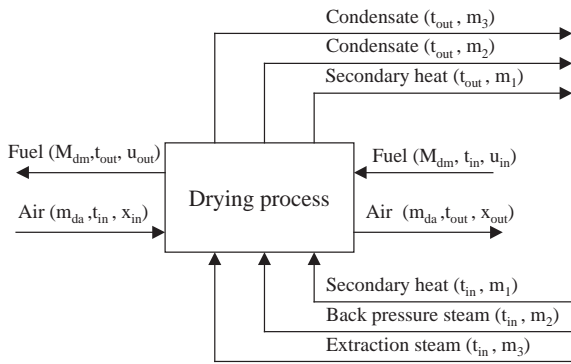 Condensate (t_out , m_3)
Condensate (t_out , m_2)
Secondary heat (t_out , m_1)
Fuel (M_dm,t_out, u_out)
Fuel (M_dm, t_in, u_in)
Drying process
Air (m_da ,t_in , x_in)
Air (m_da,t_out , x_out)
Secondary heat (t_in , m_1)
Back pressure steam (t_in , m_2)
Extraction steam (t_in , m_3)